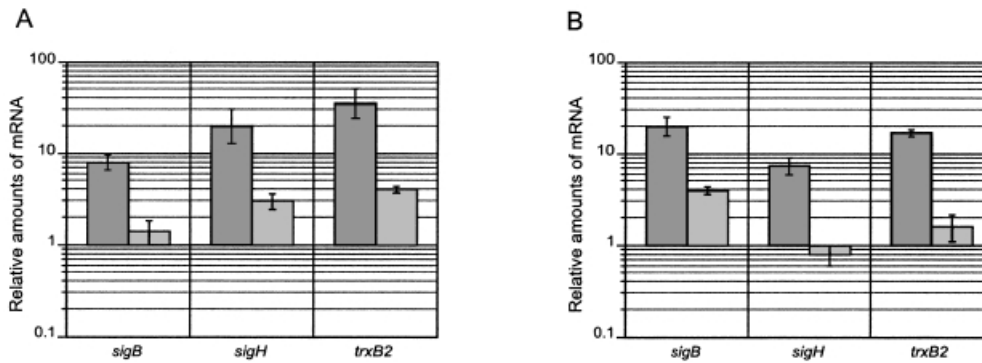 A
Relative amounts of mRNA
100
10
1
0.1
sigB sigH trxB2
B
Relative amounts of mRNA
100
10
1
0.1
sigB sigH trxB2